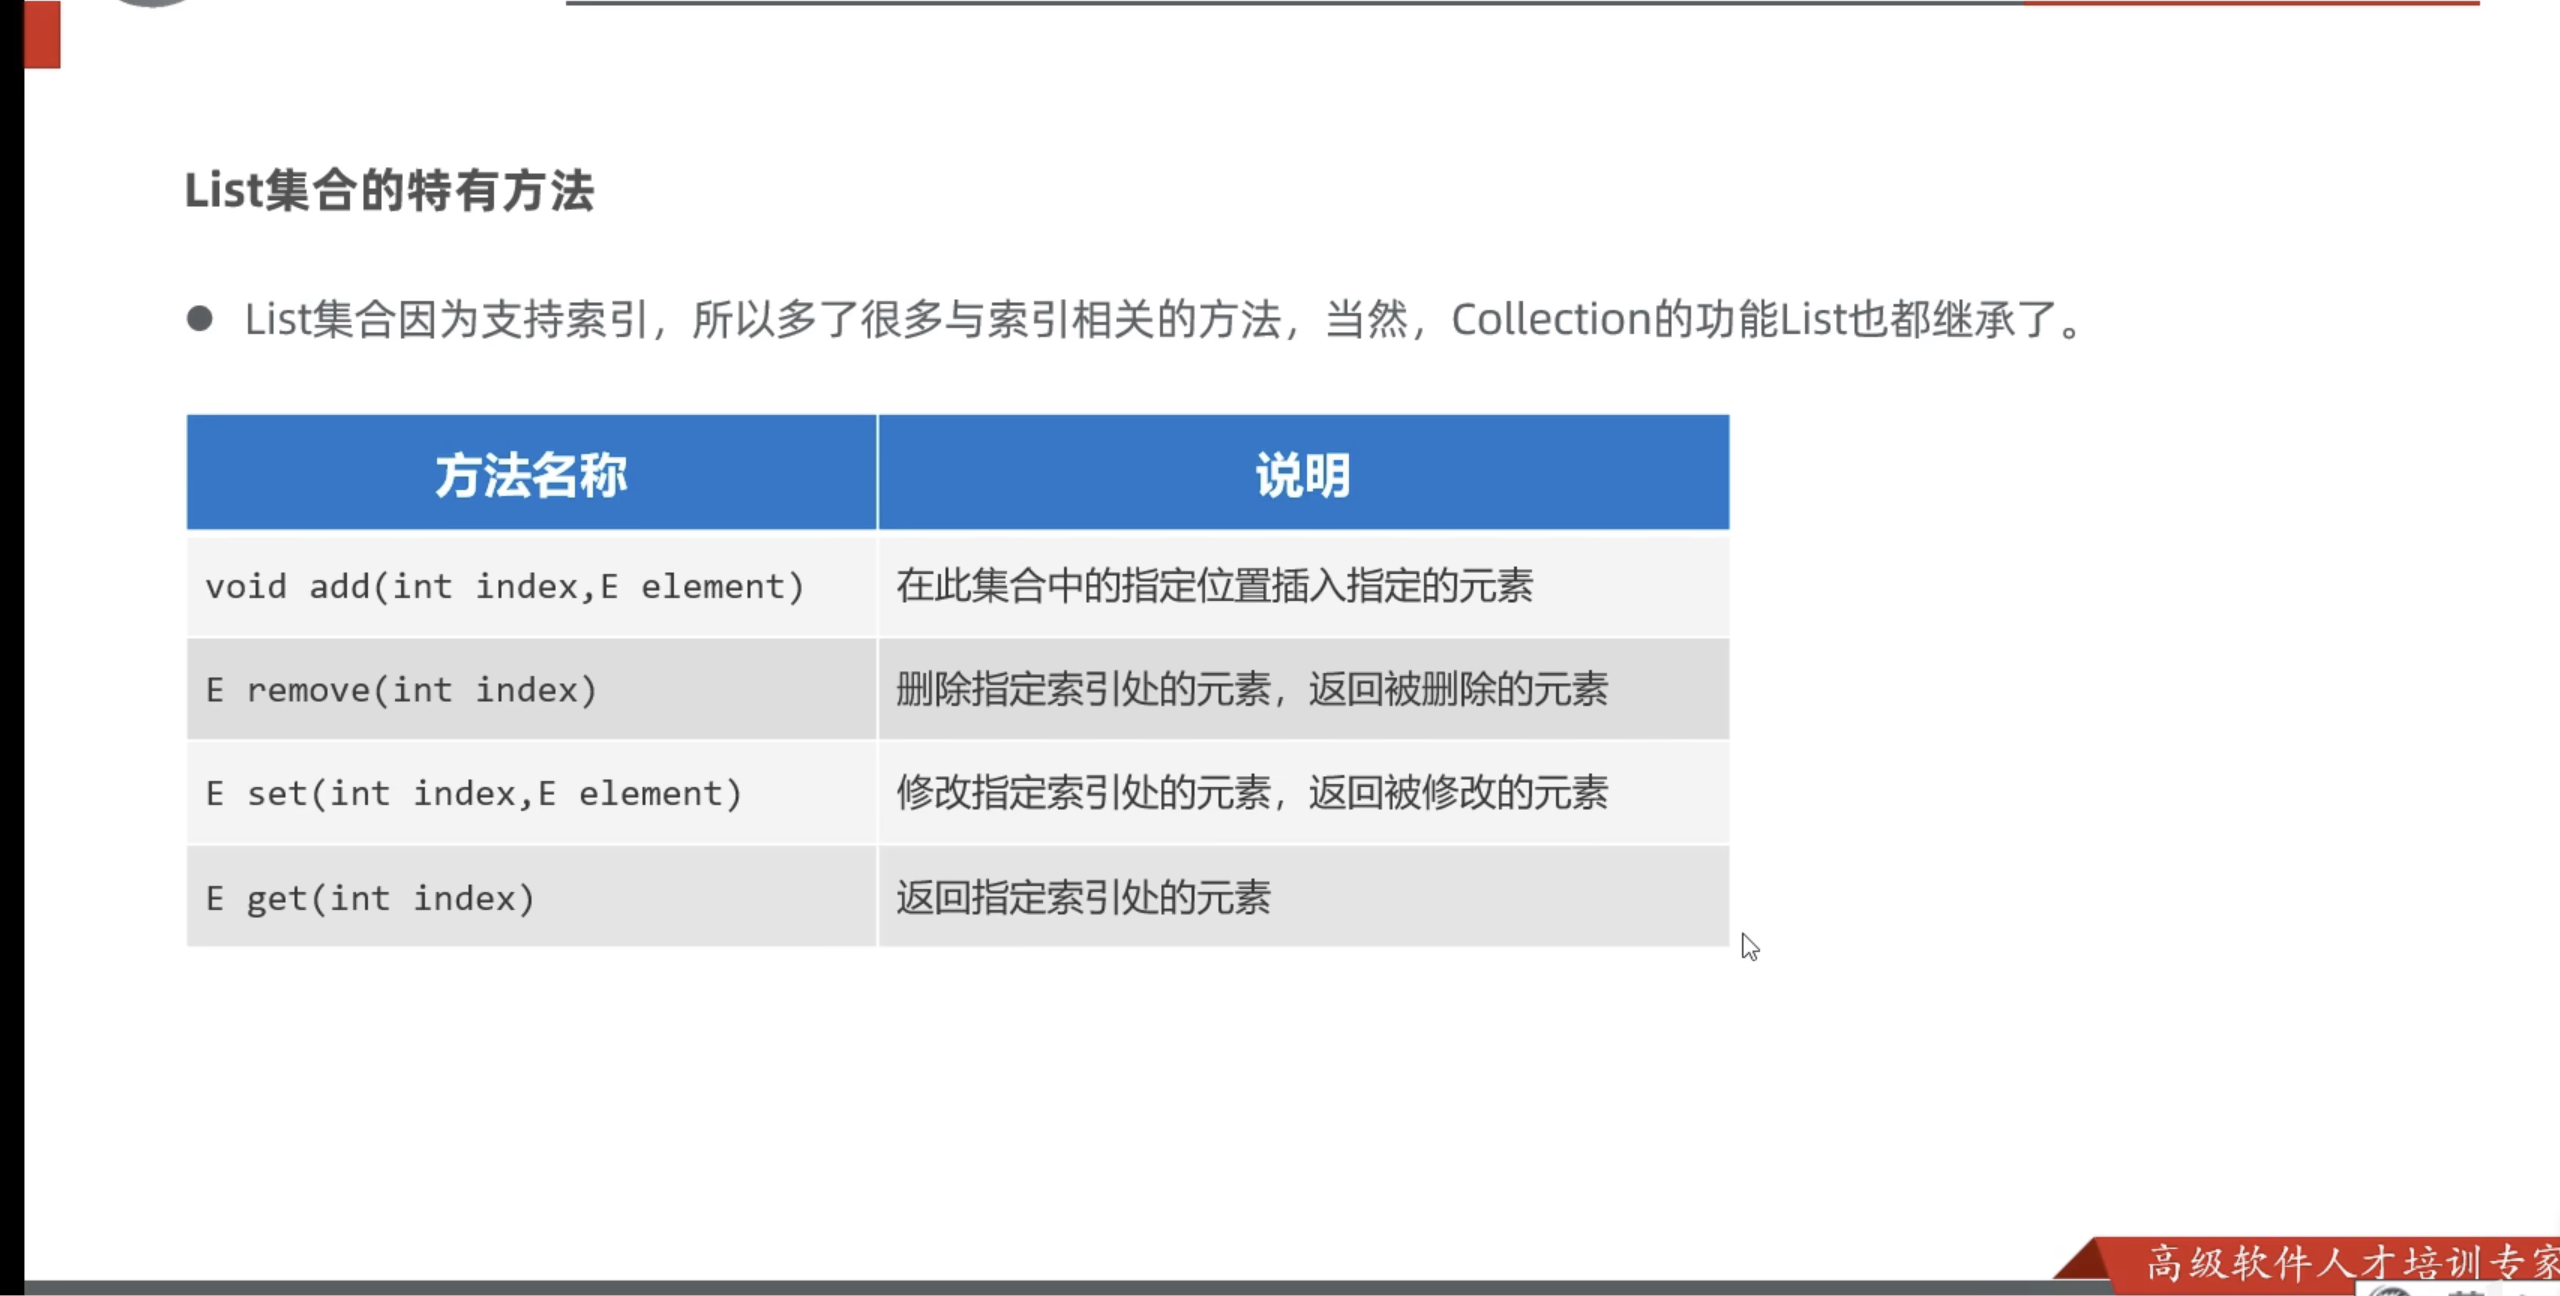 List集合的特有方法
● List集合因为支持索引，所以多了很多与索引相关的方法，当然，Collection的功能List也都继承了。
方法名称 说明
void add(int index,E element) 在此集合中的指定位置插入指定的元素
E remove(int index) 删除指定索引处的元素，返回被删除的元素
E set(int index,E element) 修改指定索引处的元素，返回被修改的元素
E get(int index) 返回指定索引处的元素
高级软件人才培训专家